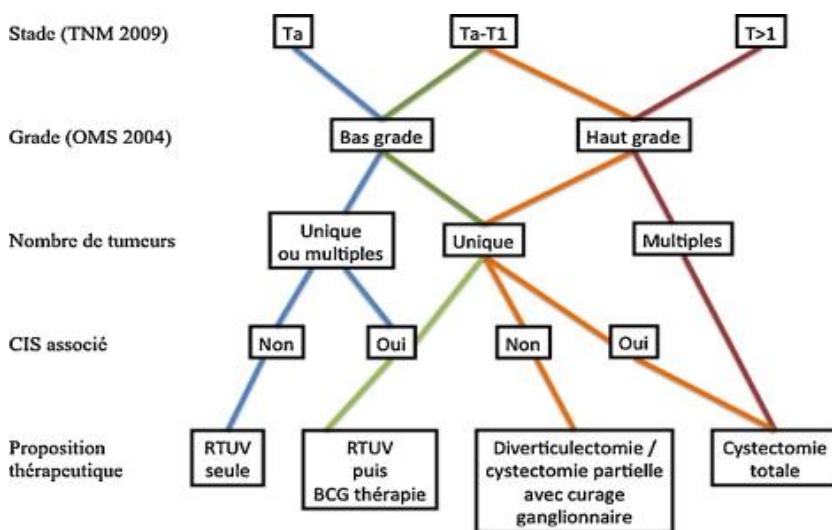 Stade (TNM 2009)
Ta
Ta-T1
T>1
Grade (OMS 2004)
Bas grade
Haut grade
Nombre de tumeurs
Unique
ou multiples
Unique
Multiples
CIS associé
Non
Oui
Non
Oui
Proposition
thérapeutique
RTUV
seule
RTUV
puis
BCG thérapie
Diverticulectomie /
cystectomie partielle
avec curage
ganglionnaire
Cystectomie
totale